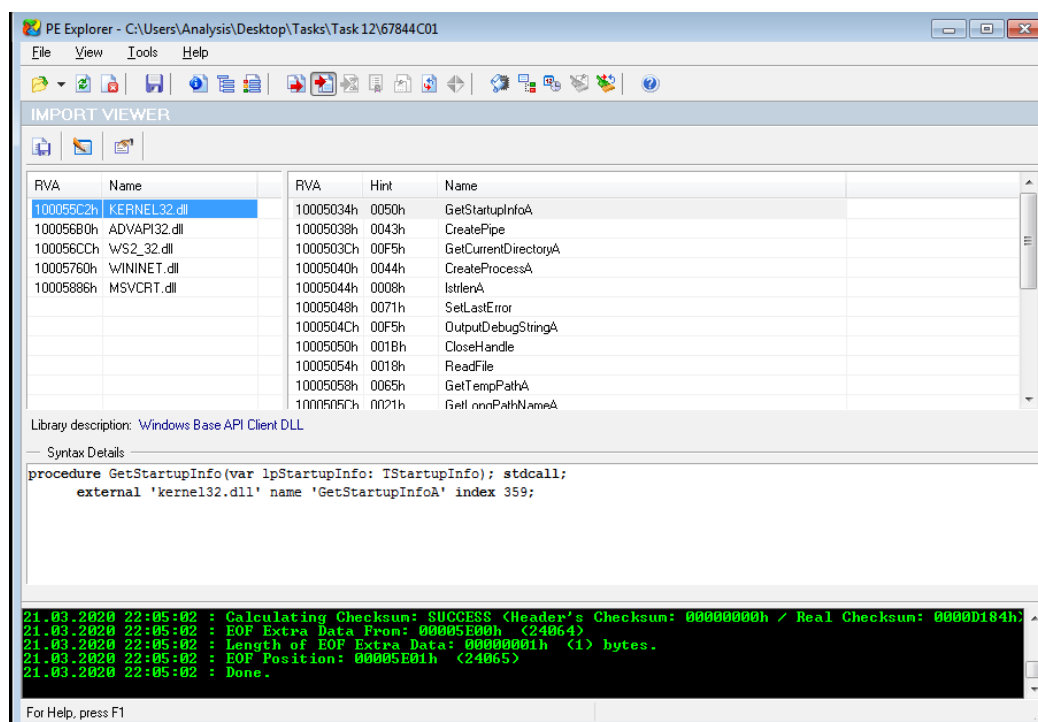 PE Explorer - C:\Users\Analysis\Desktop\Tasks\Task 12\67844C01
File View Tools Help
IMPORT VIEWER
RVA Name RVA Hint Name
100055C2h KERNEL32.dll 10005034h 0050h GetStartupInfoA
100056B0h ADVAPI32.dll 10005038h 0043h CreatePipe
100056CCh WS2_32.dll 1000503Ch 00F5h GetCurrentDirectoryA
10005760h WININET.dll 10005040h 0044h CreateProcessA
10005886h MSVCRT.dll 10005044h 0008h lstrlenA
10005048h 0071h SetLastError
1000504Ch 00F5h OutputDebugStringA
10005050h 001Bh CloseHandle
10005054h 0018h ReadFile
10005058h 0065h GetTempPathA
1000505Ch 0021h GetLongPathNameA
Library description: Windows Base API Client DLL
Syntax Details
procedure GetStartupInfo(var lpStartupInfo: TStartupInfo); stdcall;
external 'kernel32.dll' name 'GetStartupInfoA' index 359;
21.03.2020 22:05:02 : Calculating Checksum: SUCCESS (Header's Checksum: 00000000h / Real Checksum: 0000D184h)
21.03.2020 22:05:02 : EOF Extra Data From: 00005E00h (24064)
21.03.2020 22:05:02 : Length of EOF Extra Data: 00000001h (1) bytes.
21.03.2020 22:05:02 : EOF Position: 00005E01h (24065)
21.03.2020 22:05:02 : Done.
For Help, press F1